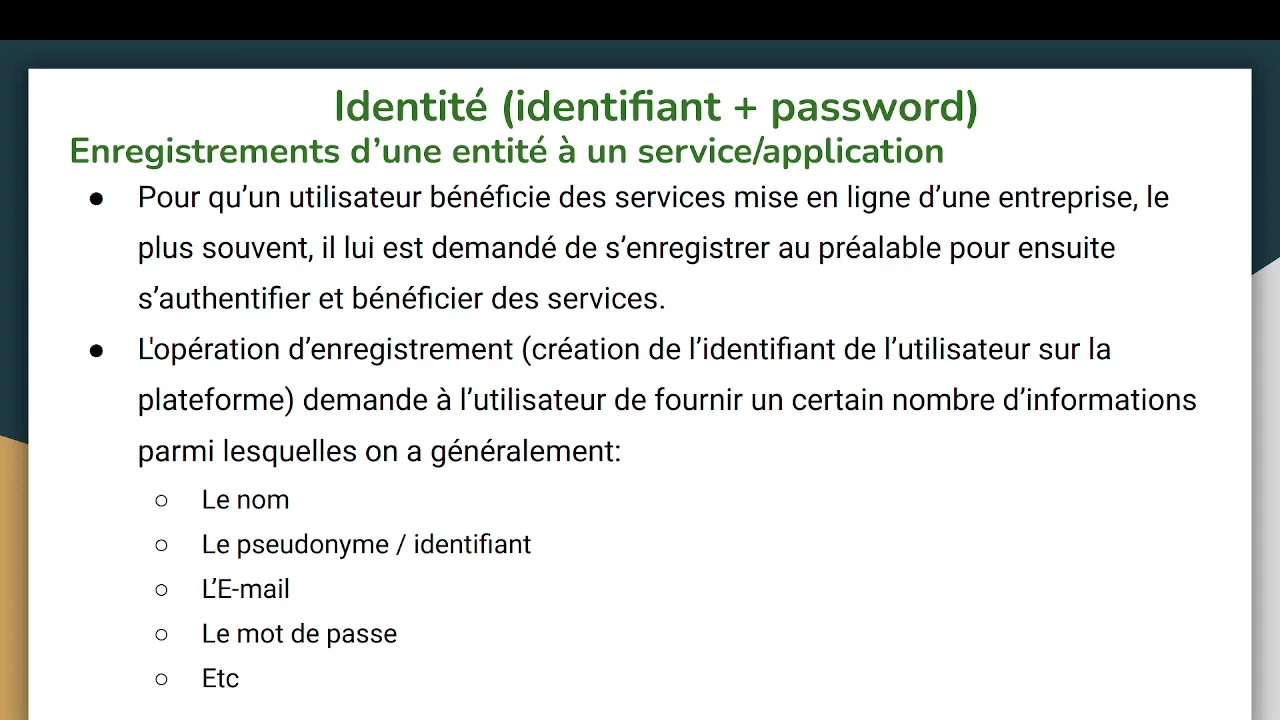 Identité (identifiant + password)
Enregistrements d’une entité à un service/application
● Pour qu’un utilisateur bénéficie des services mise en ligne d’une entreprise, le
plus souvent, il lui est demandé de s’enregistrer au préalable pour ensuite
s’authentifier et bénéficier des services.
● L'opération d’enregistrement (création de l’identifiant de l’utilisateur sur la
plateforme) demande à l’utilisateur de fournir un certain nombre d’informations
parmi lesquelles on a généralement:
○ Le nom
○ Le pseudonyme / identifiant
○ L’E-mail
○ Le mot de passe
○ Etc